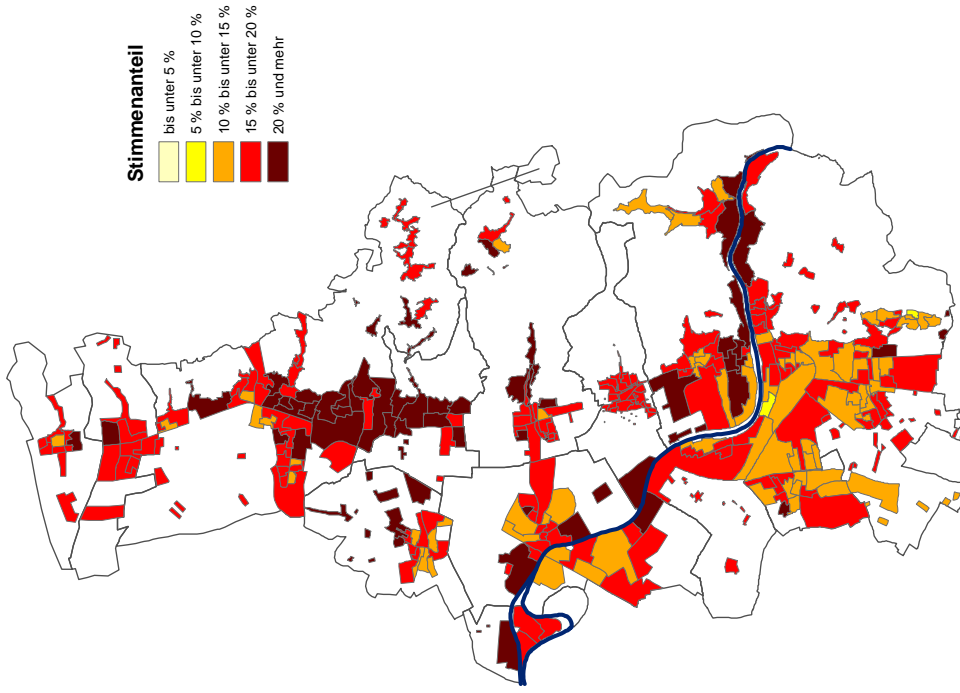 Stimmenanteil
bis unter 5 %
5 % bis unter 10 %
10 % bis unter 15 %
15 % bis unter 20 %
20 % und mehr